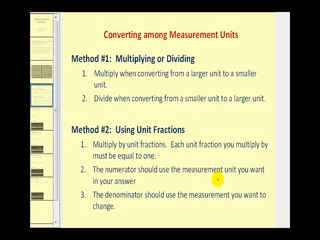 Converting among Measurement Units
Method #1: Multiplying or Dividing
1. Multiply when converting from a larger unit to a smaller
unit.
2. Divide when converting from a smaller unit to a larger unit.
Method #2: Using Unit Fractions
1. Multiply by unit fractions. Each unit fraction you multiply by
must be equal to one.
2. The numerator should use the measurement unit you want
in your answer
3. The denominator should use the measurement you want to
change.